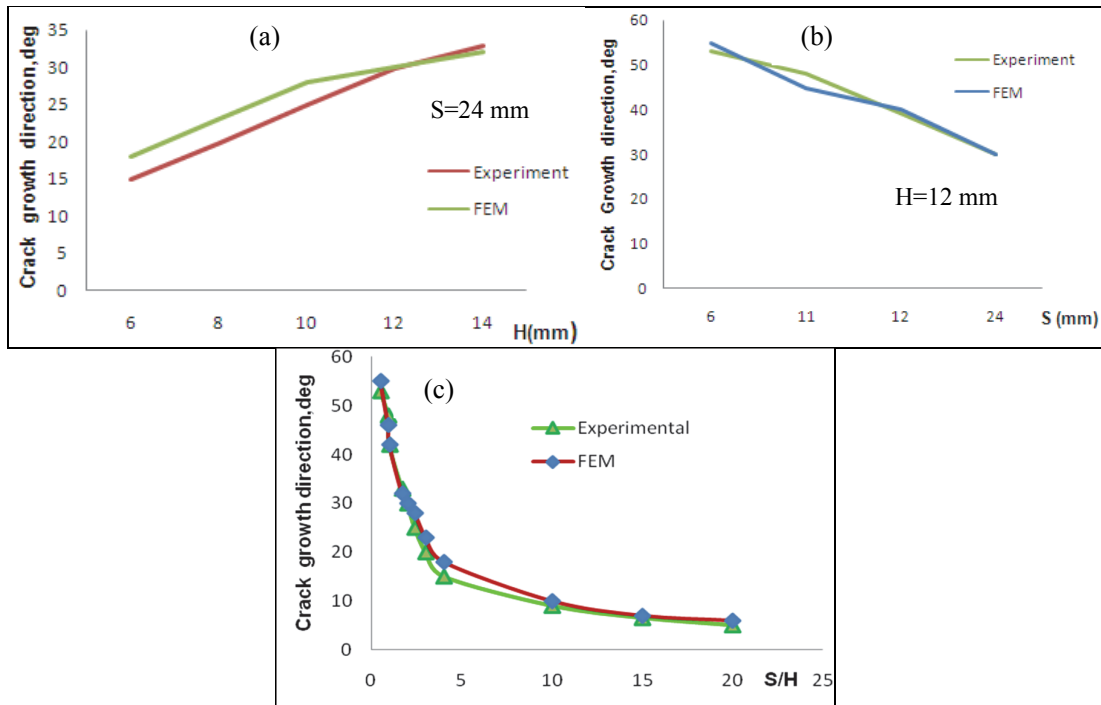 (a)
Crack growth direction,deg
35
30
25
20
15
10
5
0
S=24 mm
Experiment
FEM
6 8 10 12 14
H(mm)
(b)
Crack Growth direction,deg
60
50
40
30
20
10
0
Experiment
FEM
H=12 mm
6 11 12 24 S (mm)
(c)
Crack growth direction,deg
60
50
40
30
20
10
0
Experimental
FEM
0 5 10 15 20 S/H 25